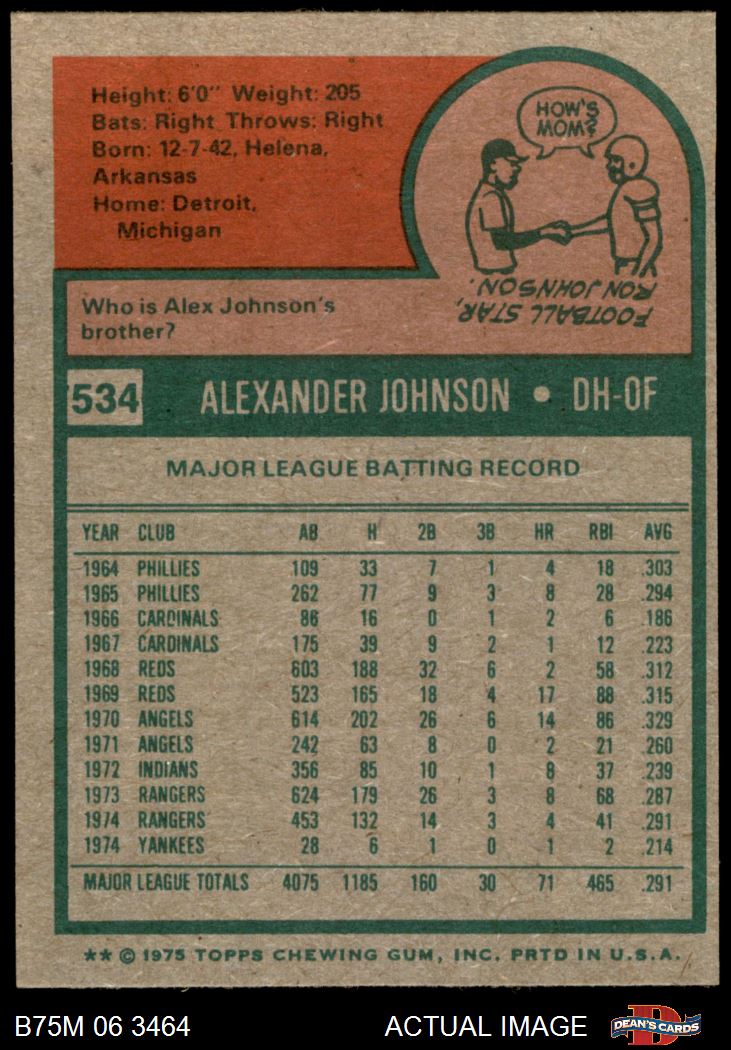 Height: 6'0" Weight: 205
Bats: Right Throws: Right
Born: 12-7-42, Helena,
Arkansas
Home: Detroit,
Michigan
HOW'S
MOM?
Who is Alex Johnson's
brother?
FOOTBALL STAR,
RON JOHNSON.
534 ALEXANDER JOHNSON • DH-OF
MAJOR LEAGUE BATTING RECORD
YEAR CLUB AB H 2B 3B HR RBI AVG
1964 PHILLIES 109 33 7 1 4 18 .303
1965 PHILLIES 262 77 9 3 8 28 .294
1966 CARDINALS 86 16 0 1 2 6 .186
1967 CARDINALS 175 39 9 2 1 12 .223
1968 REDS 603 188 32 6 2 58 .312
1969 REDS 523 165 18 4 17 88 .315
1970 ANGELS 614 202 26 6 14 86 .329
1971 ANGELS 242 63 8 0 2 21 .260
1972 INDIANS 356 85 10 1 8 37 .239
1973 RANGERS 624 179 26 3 8 68 .287
1974 RANGERS 453 132 14 3 4 41 .291
1974 YANKEES 28 6 1 0 1 2 .214
MAJOR LEAGUE TOTALS 4075 1185 160 30 71 465 .291
** © 1975 TOPPS CHEWING GUM, INC. PRTD IN U.S.A.
B75M 06 3464 ACTUAL IMAGE D DEAN'S CARDS